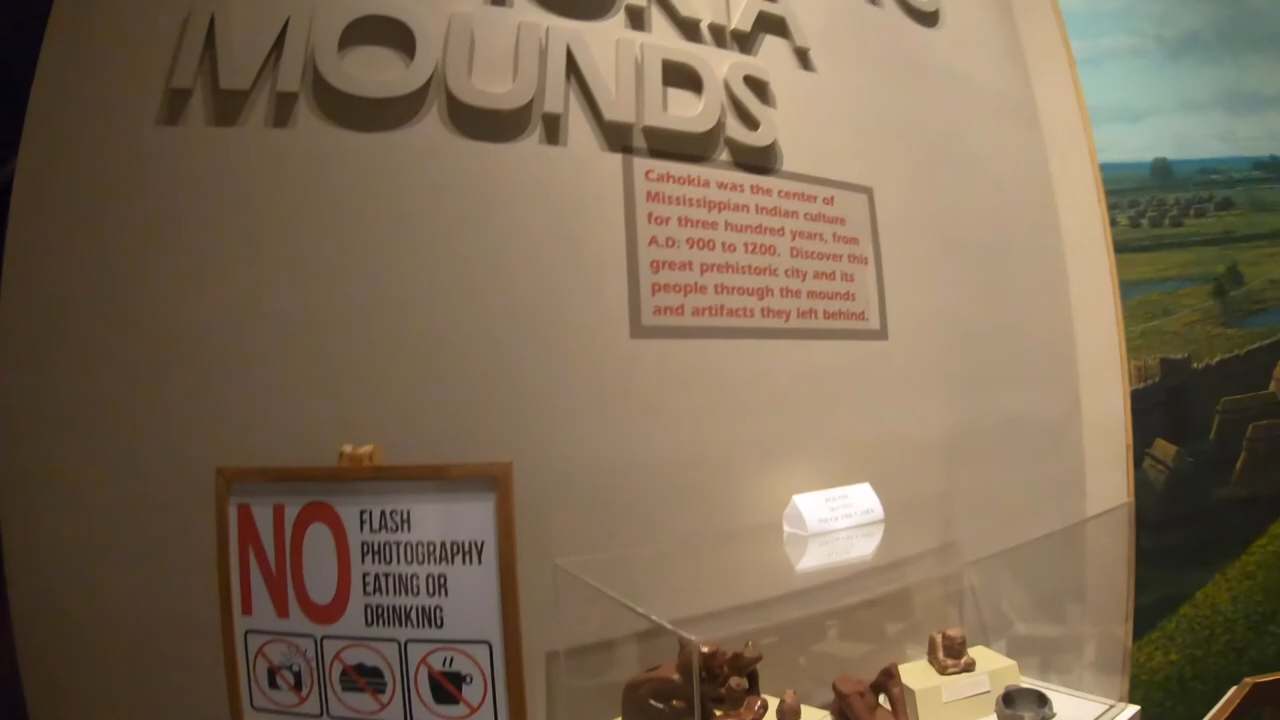 MOUNDS
Cahokia was the center of
Mississippian Indian culture
for three hundred years, from
A.D. 900 to 1200. Discover this
great prehistoric city and its
people through the mounds
and artifacts they left behind.
NO
FLASH
PHOTOGRAPHY
EATING OR
DRINKING